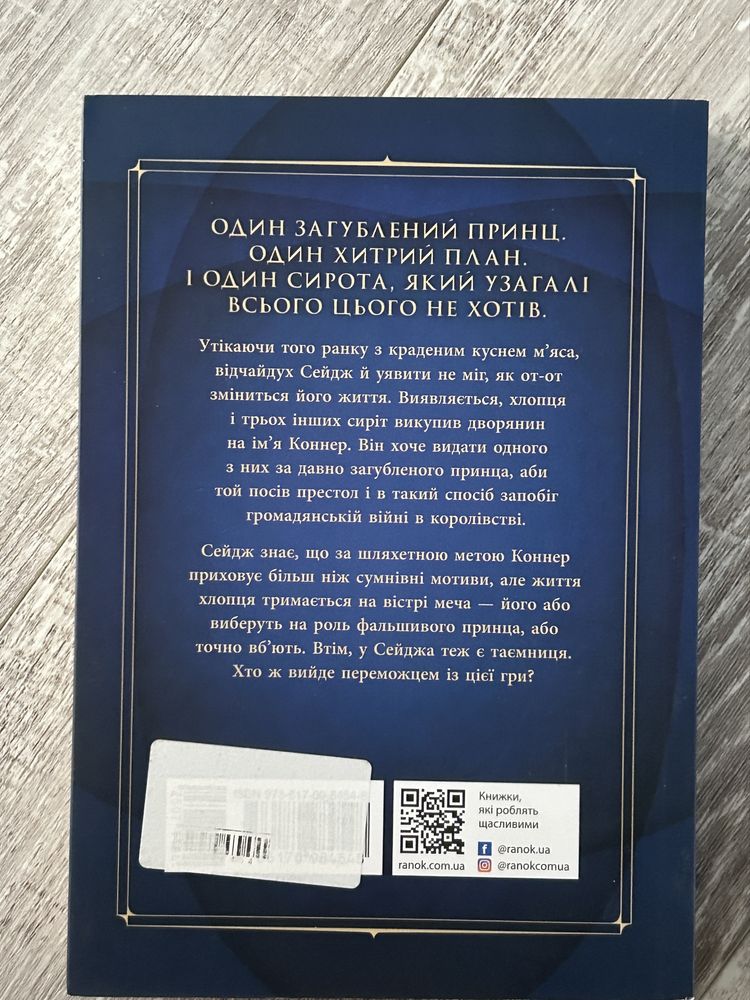 ОДИН ЗАГУБЛЕНИЙ ПРИНЦ.
ОДИН ХИТРИЙ ПЛАН.
І ОДИН СИРОТА, ЯКИЙ УЗАГАЛІ
ВСЬОГО ЦЬОГО НЕ ХОТІВ.
Утікаючи того ранку з краденим куснем м’яса,
відчайдух Сейдж й уявити не міг, як от-от
зміниться його життя. Виявляється, хлопця
і трьох інших сиріт викупив дворянин
на ім’я Коннер. Він хоче видати одного
з них за давно загубленого принца, аби
той посів престол і в такий спосіб запобіг
громадянській війні в королівстві.
Сейдж знає, що за шляхетною метою Коннер
приховує більш ніж сумнівні мотиви, але життя
хлопця тримається на вістрі меча — його або
виберуть на роль фальшивого принца, або
точно вб’ють. Втім, у Сейджа теж є таємниця.
Хто ж вийде переможцем із цієї гри?
ISBN
Книжки,
які роблять
щасливими
@ranok.ua
ranok.com.ua
@ranokcomua